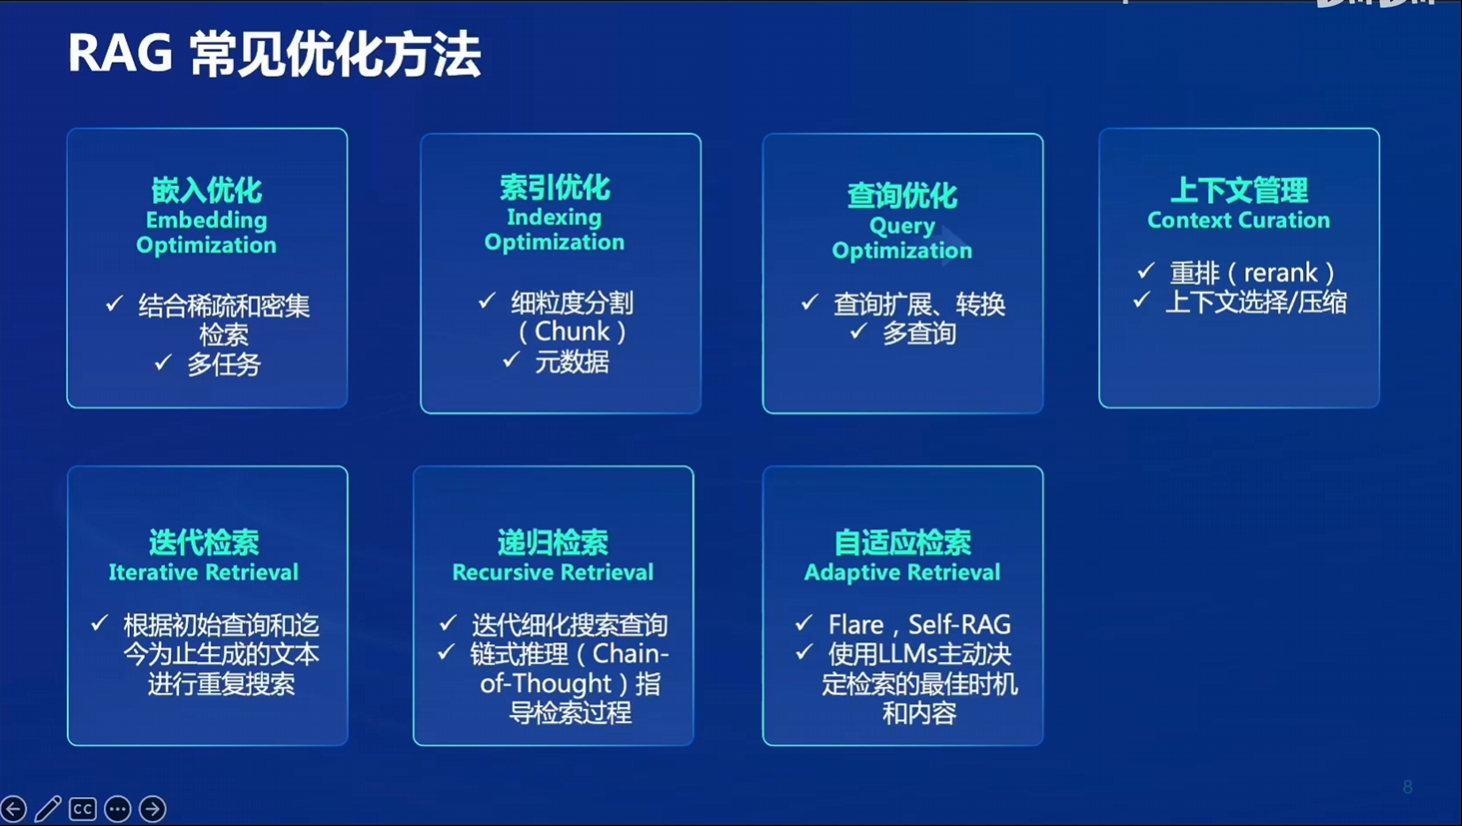 RAG 常见优化方法
嵌入优化
Embedding
Optimization
✓ 结合稀疏和密集
检索
✓ 多任务
索引优化
Indexing
Optimization
✓ 细粒度分割
（Chunk）
✓ 元数据
查询优化
Query
Optimization
✓ 查询扩展、转换
✓ 多查询
上下文管理
Context Curation
✓ 重排（rerank）
✓ 上下文选择/压缩
迭代检索
Iterative Retrieval
✓ 根据初始查询和迄
今为止生成的文本
进行重复搜索
递归检索
Recursive Retrieval
✓ 迭代细化搜索查询
✓ 链式推理（Chain-
of-Thought）指
导检索过程
自适应检索
Adaptive Retrieval
✓ Flare，Self-RAG
✓ 使用LLMs主动决
定检索的最佳时机
和内容
8
CC